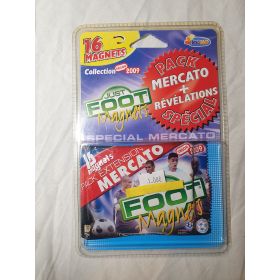 16
MAGNETS
Collection 2009
PACK
MERCATO
+
RÉVÉLATIONS
SPÉCIAL
JUST
FOOT
Magnets
SPECIAL MERCATO
16
magnets
PACK EXTENSION
MERCATO
FOOT
Magnets